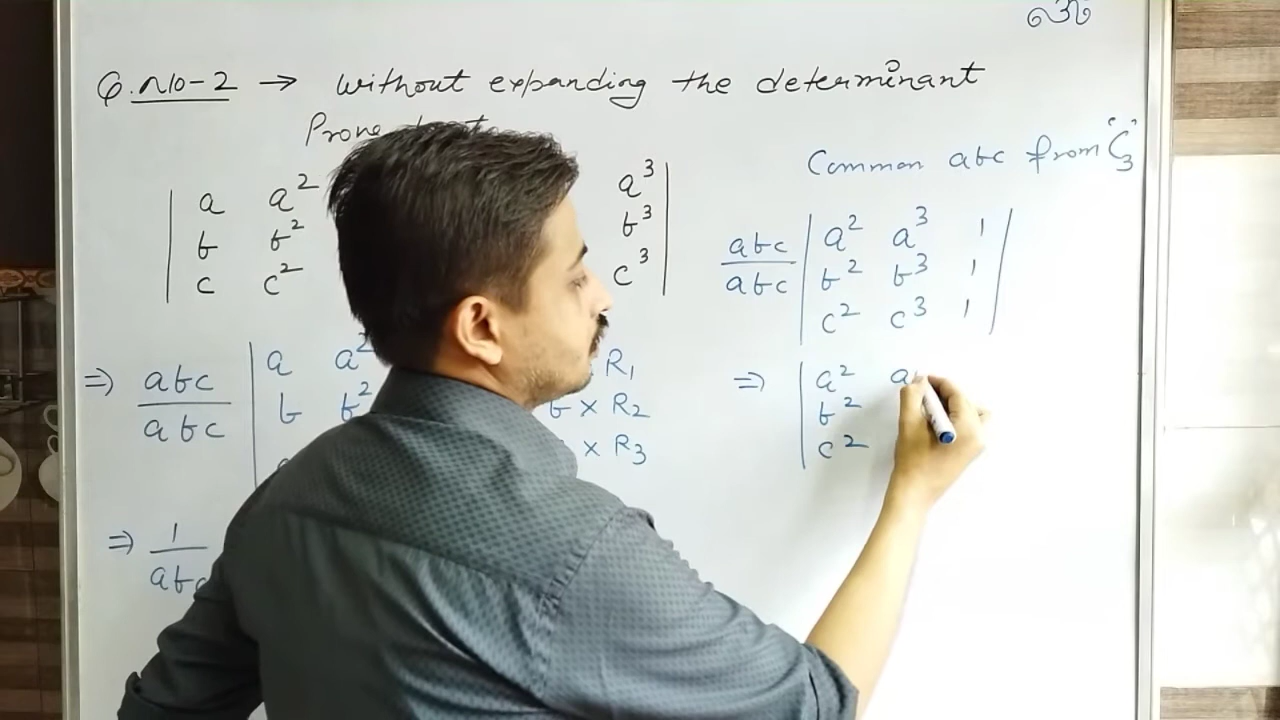 Q.No-2 → without expanding the determinant
Prove
a a² a³
b b² b³
c c² c³
⇒ abc/abc | a a² R₁
b b² b × R₂
× R₃
⇒ 1/abc
Common abc from "C₃"
abc/abc | a² a³ 1 |
b² b³ 1
c² c³ 1
⇒ | a² a
b²
c²